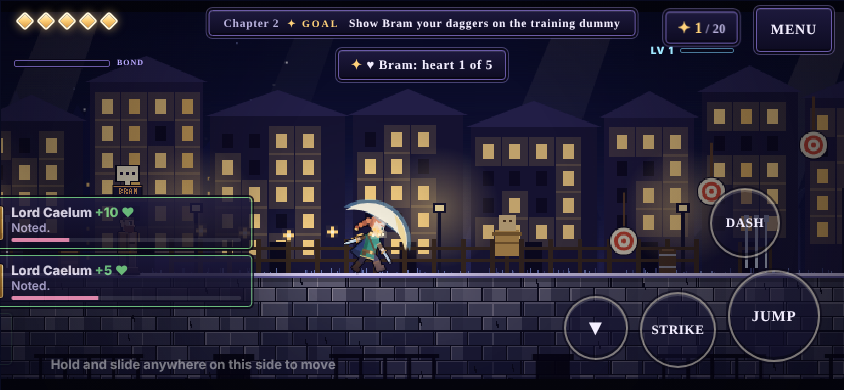 Chapter 2 ✦ GOAL Show Bram your daggers on the training dummy
✦ 1 / 20
MENU
LV 1
BOND
✦ ♥ Bram: heart 1 of 5
BRAM
Lord Caelum +10 ♥
Noted.
Lord Caelum +5 ♥
Noted.
DASH
▼
STRIKE
JUMP
Hold and slide anywhere on this side to move